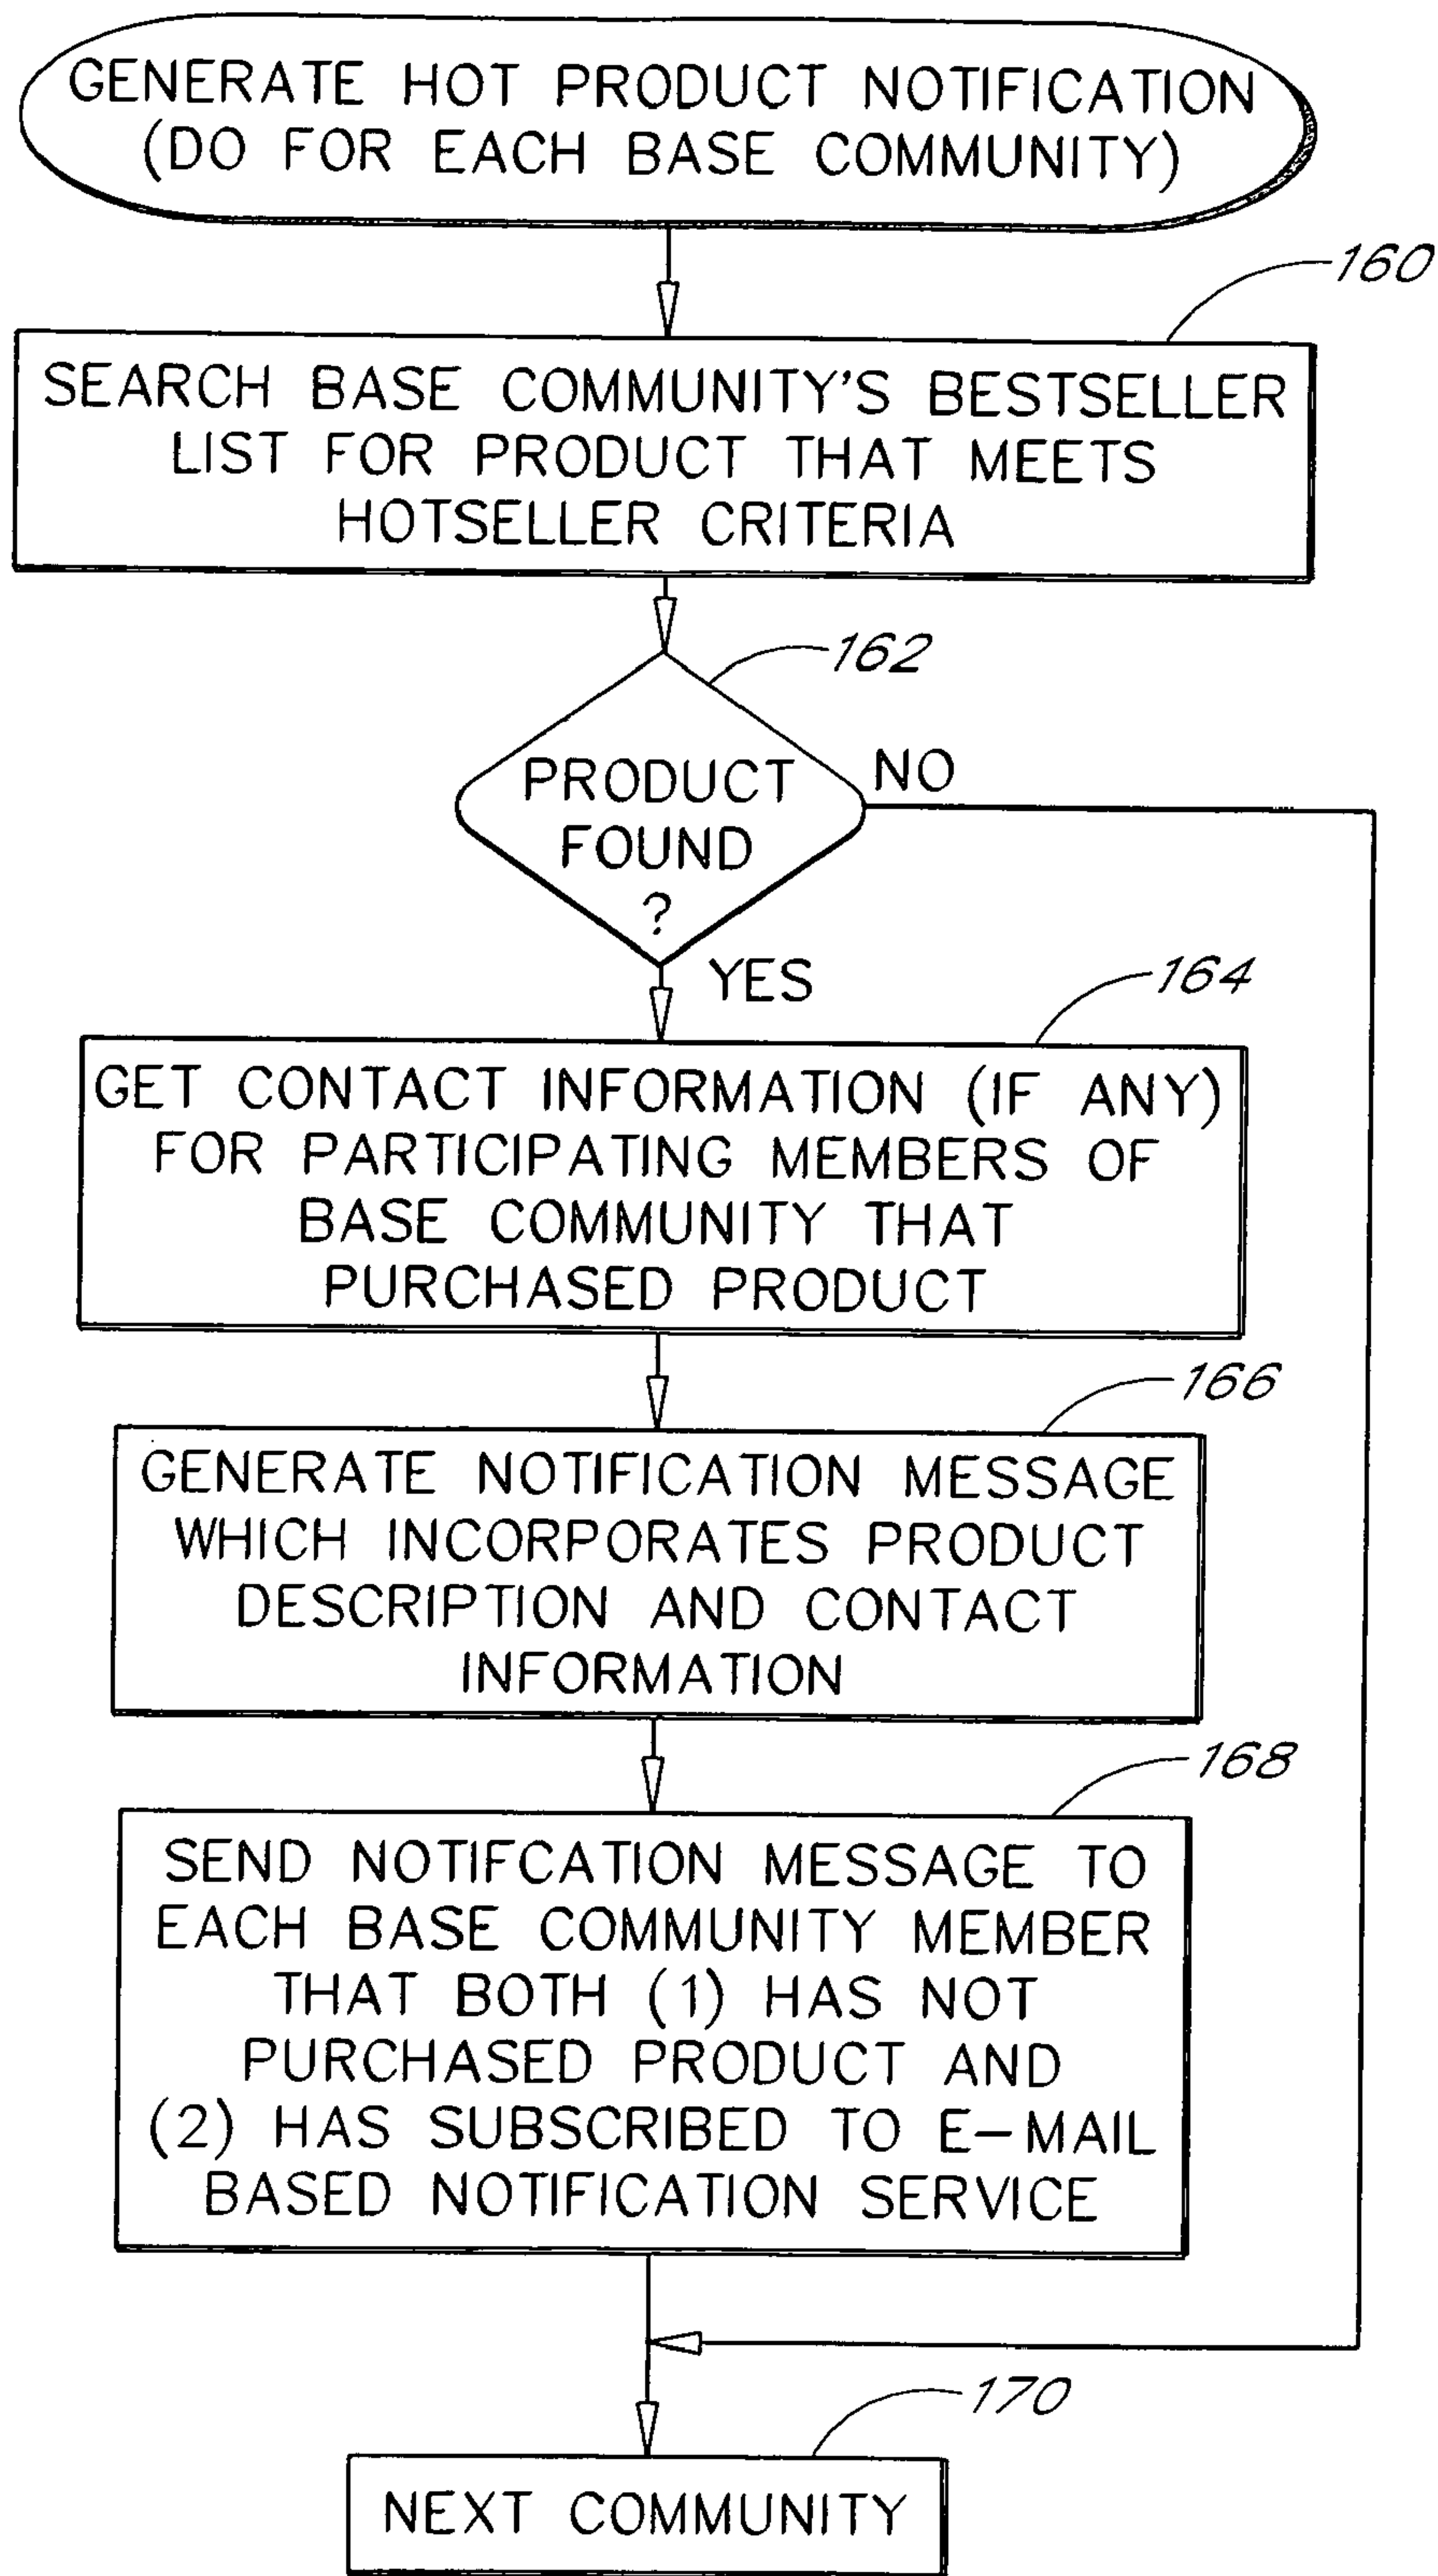 GENERATE HOT PRODUCT NOTIFICATION
(DO FOR EACH BASE COMMUNITY)
160
SEARCH BASE COMMUNITY'S BESTSELLER
LIST FOR PRODUCT THAT MEETS
HOTSELLER CRITERIA
162
PRODUCT
FOUND
?
NO
YES
164
GET CONTACT INFORMATION (IF ANY)
FOR PARTICIPATING MEMBERS OF
BASE COMMUNITY THAT
PURCHASED PRODUCT
166
GENERATE NOTIFICATION MESSAGE
WHICH INCORPORATES PRODUCT
DESCRIPTION AND CONTACT
INFORMATION
168
SEND NOTIFCATION MESSAGE TO
EACH BASE COMMUNITY MEMBER
THAT BOTH (1) HAS NOT
PURCHASED PRODUCT AND
(2) HAS SUBSCRIBED TO E-MAIL
BASED NOTIFICATION SERVICE
170
NEXT COMMUNITY